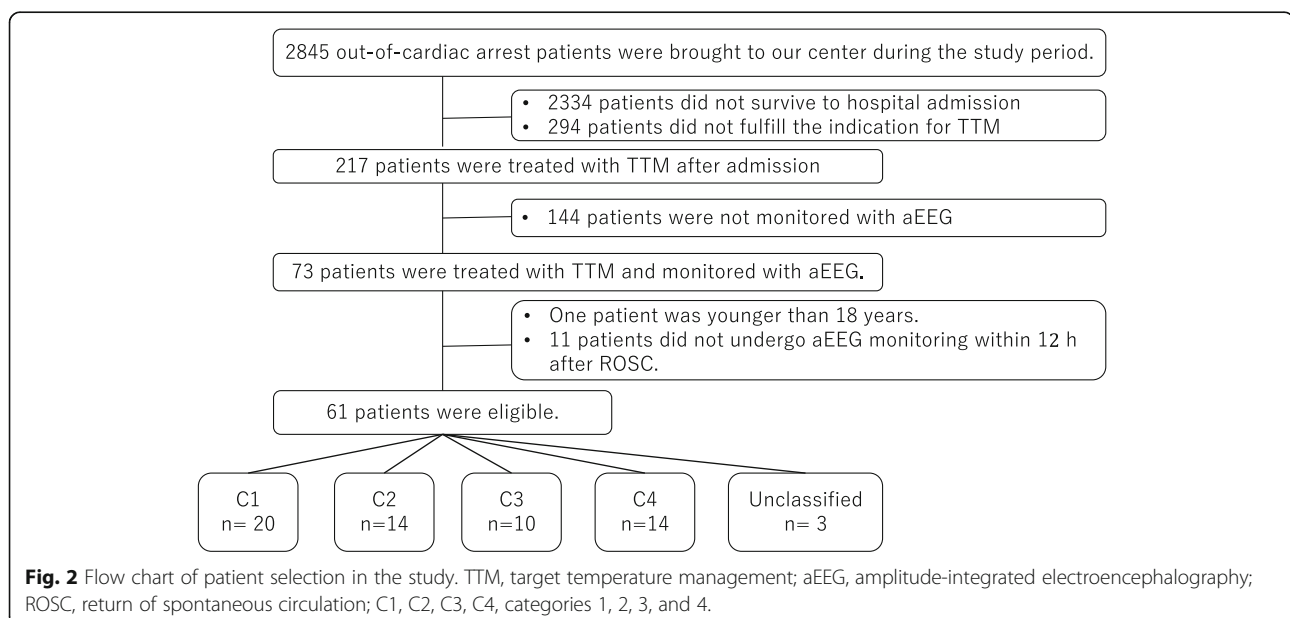 2845 out-of-cardiac arrest patients were brought to our center during the study period.
• 2334 patients did not survive to hospital admission
• 294 patients did not fulfill the indication for TTM
217 patients were treated with TTM after admission
• 144 patients were not monitored with aEEG
73 patients were treated with TTM and monitored with aEEG.
• One patient was younger than 18 years.
• 11 patients did not undergo aEEG monitoring within 12 h
after ROSC.
61 patients were eligible.
C1
n= 20
C2
n=14
C3
n=10
C4
n=14
Unclassified
n= 3
Fig. 2 Flow chart of patient selection in the study. TTM, target temperature management; aEEG, amplitude-integrated electroencephalography;
ROSC, return of spontaneous circulation; C1, C2, C3, C4, categories 1, 2, 3, and 4.